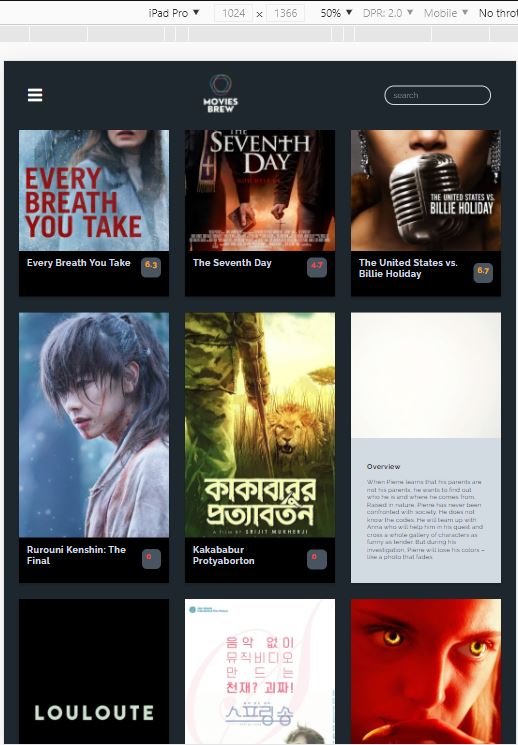 iPad Pro ▼ 1024 × 1366 50% ▼ DPR: 2.0 ▼ Mobile ▼ No thro
MOVIES
BREW
search
EVERY
BREATH
YOU TAKE
THE
SEVENTH
DAY
THE UNITED STATES VS.
BILLIE HOLIDAY
Every Breath You Take 6.3
The Seventh Day 4.7
The United States vs.
Billie Holiday 6.7
কাকাবাবুর
প্রত্যাবর্তন
A FILM BY SRIJIT MUKHERJI
Overview
When Pierre learns that his parents are
not his parents, he wants to find out
who he is and where he comes from.
Raised in nature, Pierre has never been
confronted with society. He does not
know the codes. He will team up with
Anna who will help him in his quest and
cross a whole gallery of characters as
funny as tender. But during his
investigation, Pierre will lose his colors –
like a photo that fades.
Rurouni Kenshin: The
Final 0
Kakababur
Protyaborton 0
LOULOUTE
음악 없이
뮤직비디오
만드는
천재? 괴짜!
스프링 송